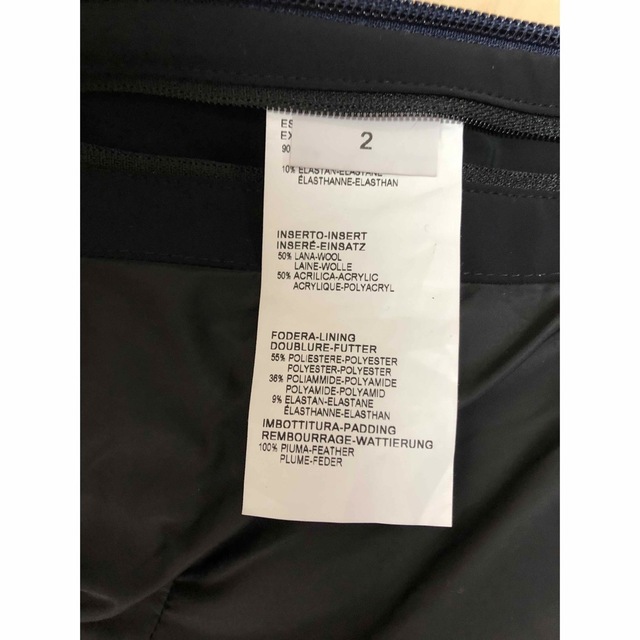 2
90
10% ELASTAN-ELASTANE
ÉLASTHANNE-ELASTHAN
INSERTO-INSERT
INSERÉ-EINSATZ
50% LANA-WOOL
LAINE-WOLLE
50% ACRILICA-ACRYLIC
ACRYLIQUE-POLYACRYL
FODERA-LINING
DOUBLURE-FUTTER
55% POLIESTERE-POLYESTER
POLYESTER-POLYESTER
36% POLIAMMIDE-POLYAMIDE
POLYAMIDE-POLYAMID
9% ELASTAN-ELASTANE
ÉLASTHANNE-ELASTHAN
IMBOTTITURA-PADDING
REMBOURRAGE-WATTIERUNG
100% PIUMA-FEATHER
PLUME-FEDER